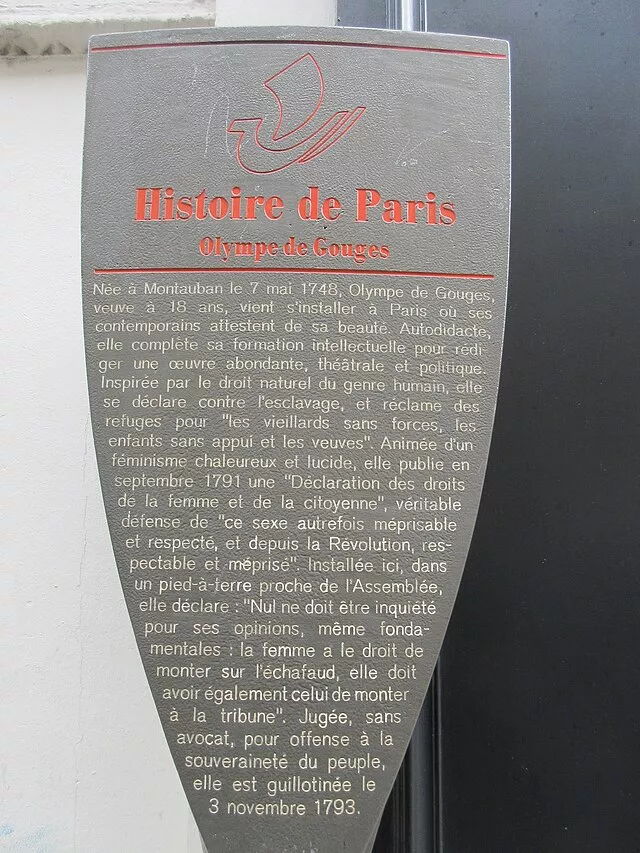 Histoire de Paris
Olympe de Gouges
Née à Montauban le 7 mai 1748, Olympe de Gouges,
veuve à 18 ans, vient s'installer à Paris où ses
contemporains attestent de sa beauté. Autodidacte,
elle complète sa formation intellectuelle pour rédi-
ger une œuvre abondante, théâtrale et politique.
Inspirée par le droit naturel du genre humain, elle
se déclare contre l'esclavage, et réclame des
refuges pour "les vieillards sans forces, les
enfants sans appui et les veuves". Animée d'un
féminisme chaleureux et lucide, elle publie en
septembre 1791 une "Déclaration des droits
de la femme et de la citoyenne", véritable
défense de "ce sexe autrefois méprisable
et respecté, et depuis la Révolution, res-
pectable et méprisé". Installée ici, dans
un pied-à-terre proche de l'Assemblée,
elle déclare : "Nul ne doit être inquiété
pour ses opinions, même fonda-
mentales : la femme a le droit de
monter sur l'échafaud, elle doit
avoir également celui de monter
à la tribune". Jugée, sans
avocat, pour offense à la
souveraineté du peuple,
elle est guillotinée le
3 novembre 1793.